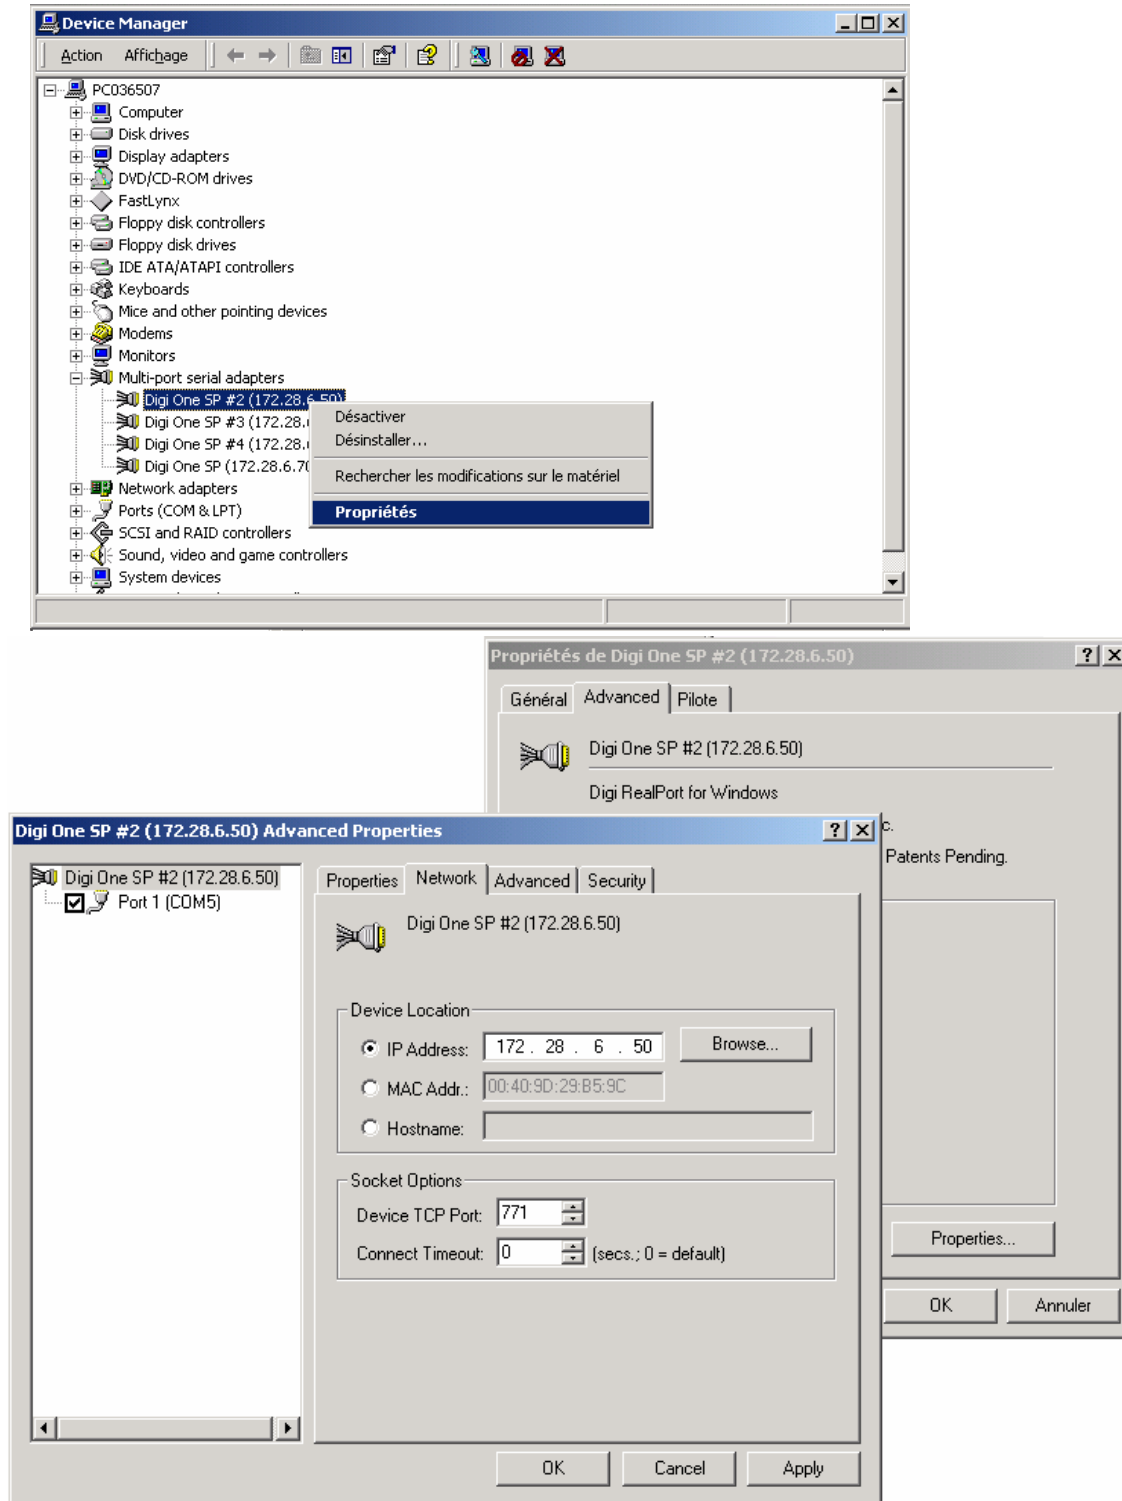 Device Manager
Action Affichage
PC036507
Computer
Disk drives
Display adapters
DVD/CD-ROM drives
FastLynx
Floppy disk controllers
Floppy disk drives
IDE ATA/ATAPI controllers
Keyboards
Mice and other pointing devices
Modems
Monitors
Multi-port serial adapters
Digi One SP #2 (172.28.6.50)
Digi One SP #3 (172.28.
Digi One SP #4 (172.28.
Digi One SP (172.28.6.70
Network adapters
Ports (COM & LPT)
SCSI and RAID controllers
Sound, video and game controllers
System devices
Désactiver
Désinstaller...
Rechercher les modifications sur le matériel
Propriétés
Propriétés de Digi One SP #2 (172.28.6.50)
Général Advanced Pilote
Digi One SP #2 (172.28.6.50)
Digi RealPort for Windows
c.
Patents Pending.
Properties...
OK Annuler
Digi One SP #2 (172.28.6.50) Advanced Properties
Digi One SP #2 (172.28.6.50)
Port 1 (COM5)
Properties Network Advanced Security
Digi One SP #2 (172.28.6.50)
Device Location
IP Address: 172 . 28 . 6 . 50 Browse...
MAC Addr.: 00:40:9D:29:B5:9C
Hostname:
Socket Options
Device TCP Port: 771
Connect Timeout: 0 (secs.; 0 = default)
OK Cancel Apply